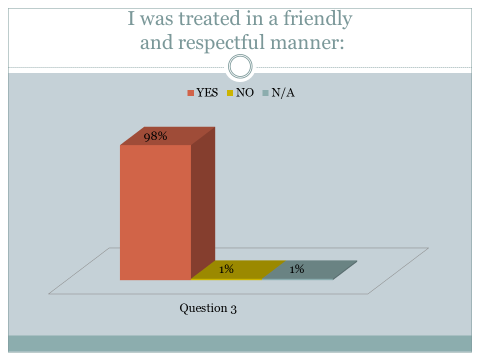 I was treated in a friendly
and respectful manner:
YES NO N/A
98%
1% 1%
Question 3